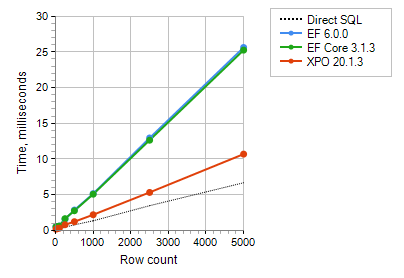 Time, milliseconds
30
25
20
15
10
5
0
0
1000
2000
3000
4000
5000
Row count
Direct SQL
EF 6.0.0
EF Core 3.1.3
XPO 20.1.3